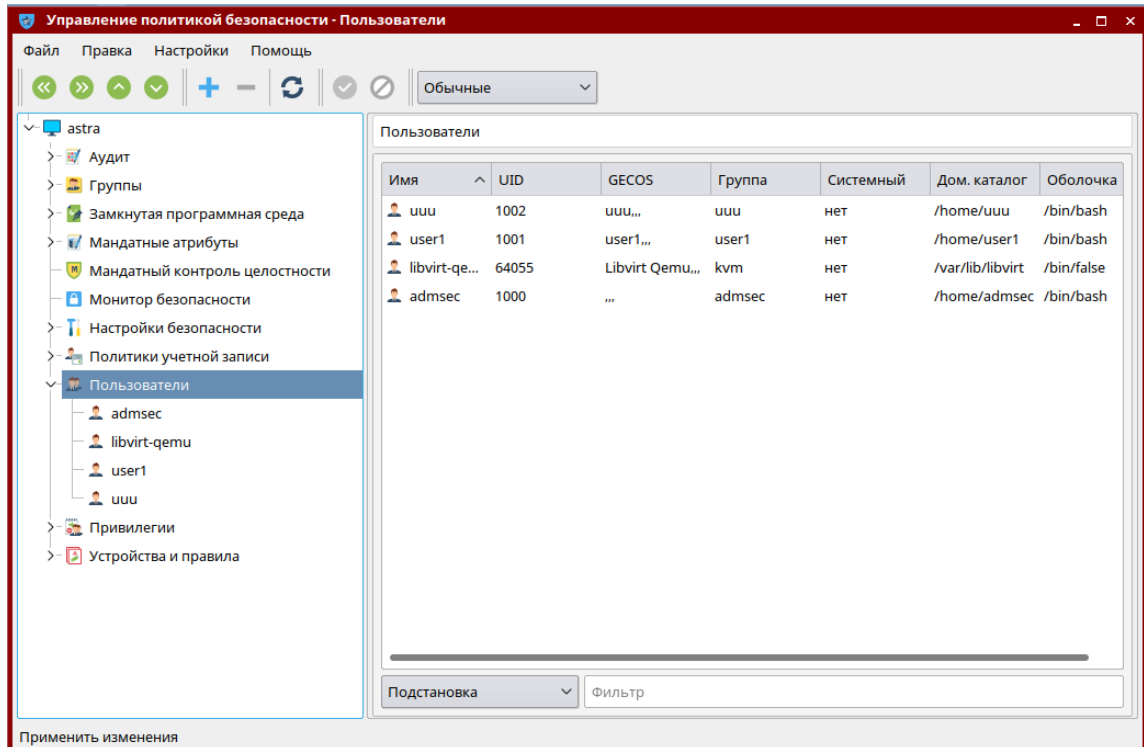 Управление политикой безопасности - Пользователи
Файл Правка Настройки Помощь
Обычные
astra
Аудит
Группы
Замкнутая программная среда
Мандатные атрибуты
Мандатный контроль целостности
Монитор безопасности
Настройки безопасности
Политики учетной записи
Пользователи
admsec
libvirt-qemu
user1
uuu
Привилегии
Устройства и правила
Пользователи
Имя UID GECOS Группа Системный Дом. каталог Оболочка
uuu 1002 uuu,,, uuu нет /home/uuu /bin/bash
user1 1001 user1,,, user1 нет /home/user1 /bin/bash
libvirt-qe... 64055 Libvirt Qemu,,, kvm нет /var/lib/libvirt /bin/false
admsec 1000 ,,, admsec нет /home/admsec /bin/bash
Подстановка Фильтр
Применить изменения